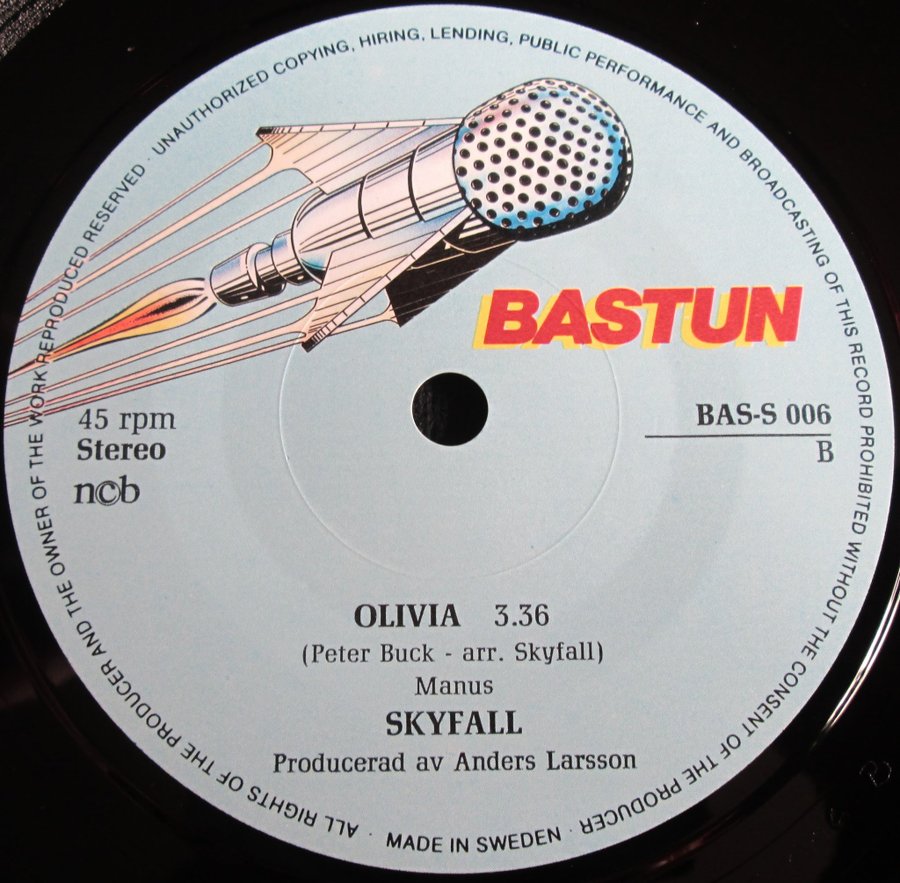 ALL RIGHTS OF THE PRODUCER AND THE OWNER OF THE WORK REPRODUCED RESERVED · UNAUTHORIZED COPYING, HIRING, LENDING, PUBLIC PERFORMANCE AND BROADCASTING OF THIS RECORD PROHIBITED WITHOUT THE CONSENT OF THE PRODUCER ·
BASTUN
45 rpm
Stereo
ncb
BAS-S 006
B
OLIVIA 3.36
(Peter Buck - arr. Skyfall)
Manus
SKYFALL
Producerad av Anders Larsson
MADE IN SWEDEN ·